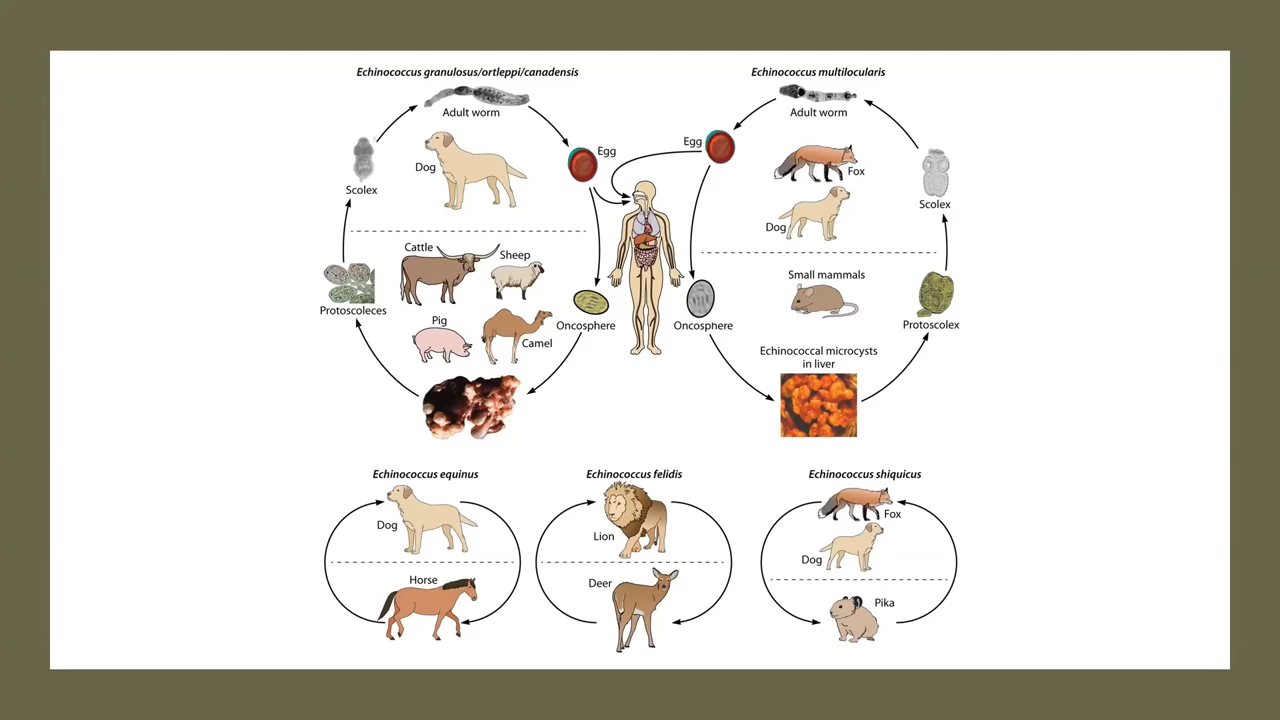 Echinococcus granulosus/ortleppi/canadensis
Adult worm
Egg
Dog
Scolex
Cattle
Sheep
Protoscoleces
Pig
Camel
Oncosphere
Echinococcus multilocularis
Adult worm
Egg
Fox
Dog
Scolex
Small mammals
Oncosphere
Protoscolex
Echinococcal microcysts
in liver
Echinococcus equinus
Dog
Horse
Echinococcus felidis
Lion
Deer
Echinococcus shiquicus
Fox
Dog
Pika